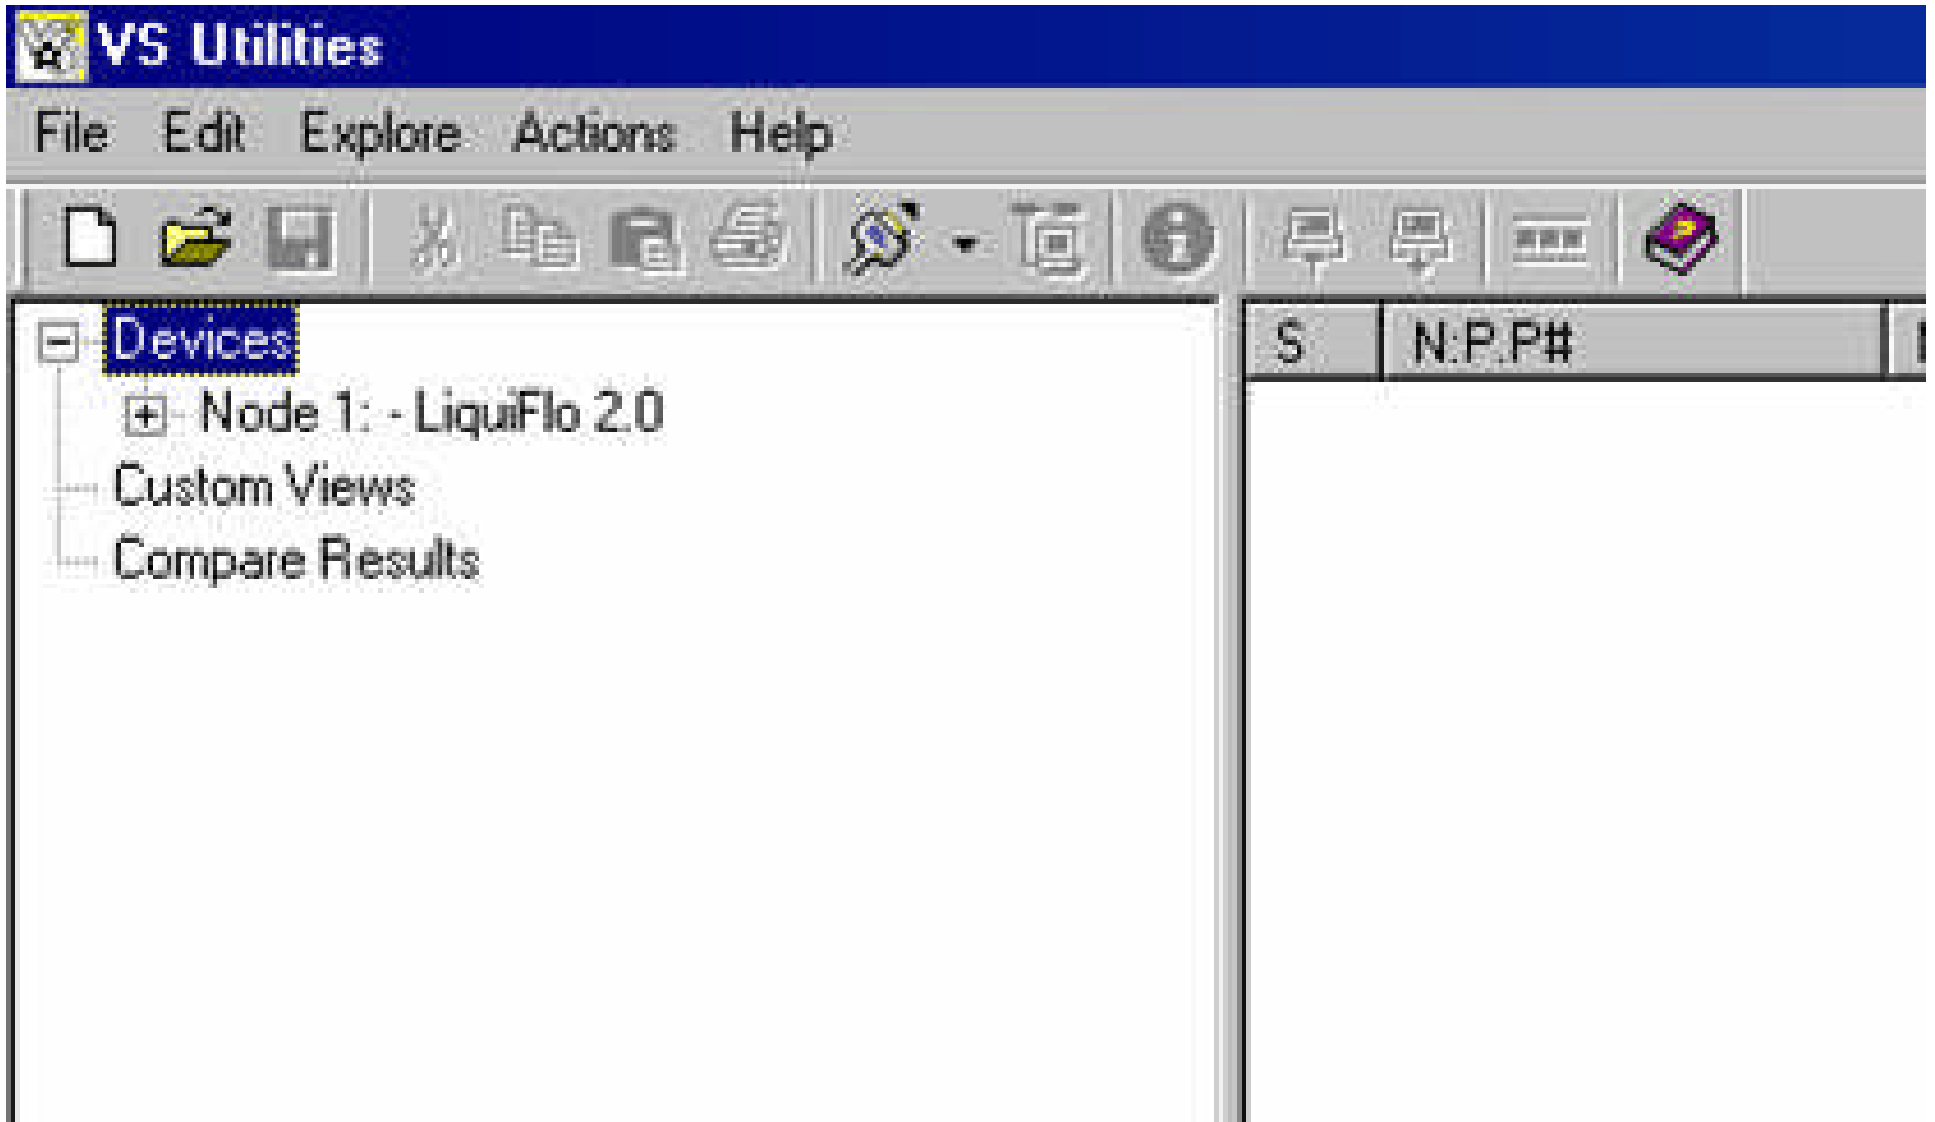 VS Utilities
File Edit Explore Actions Help
Devices
S N:P.P#
Node 1: - LiquiFlo 2.0
Custom Views
Compare Results